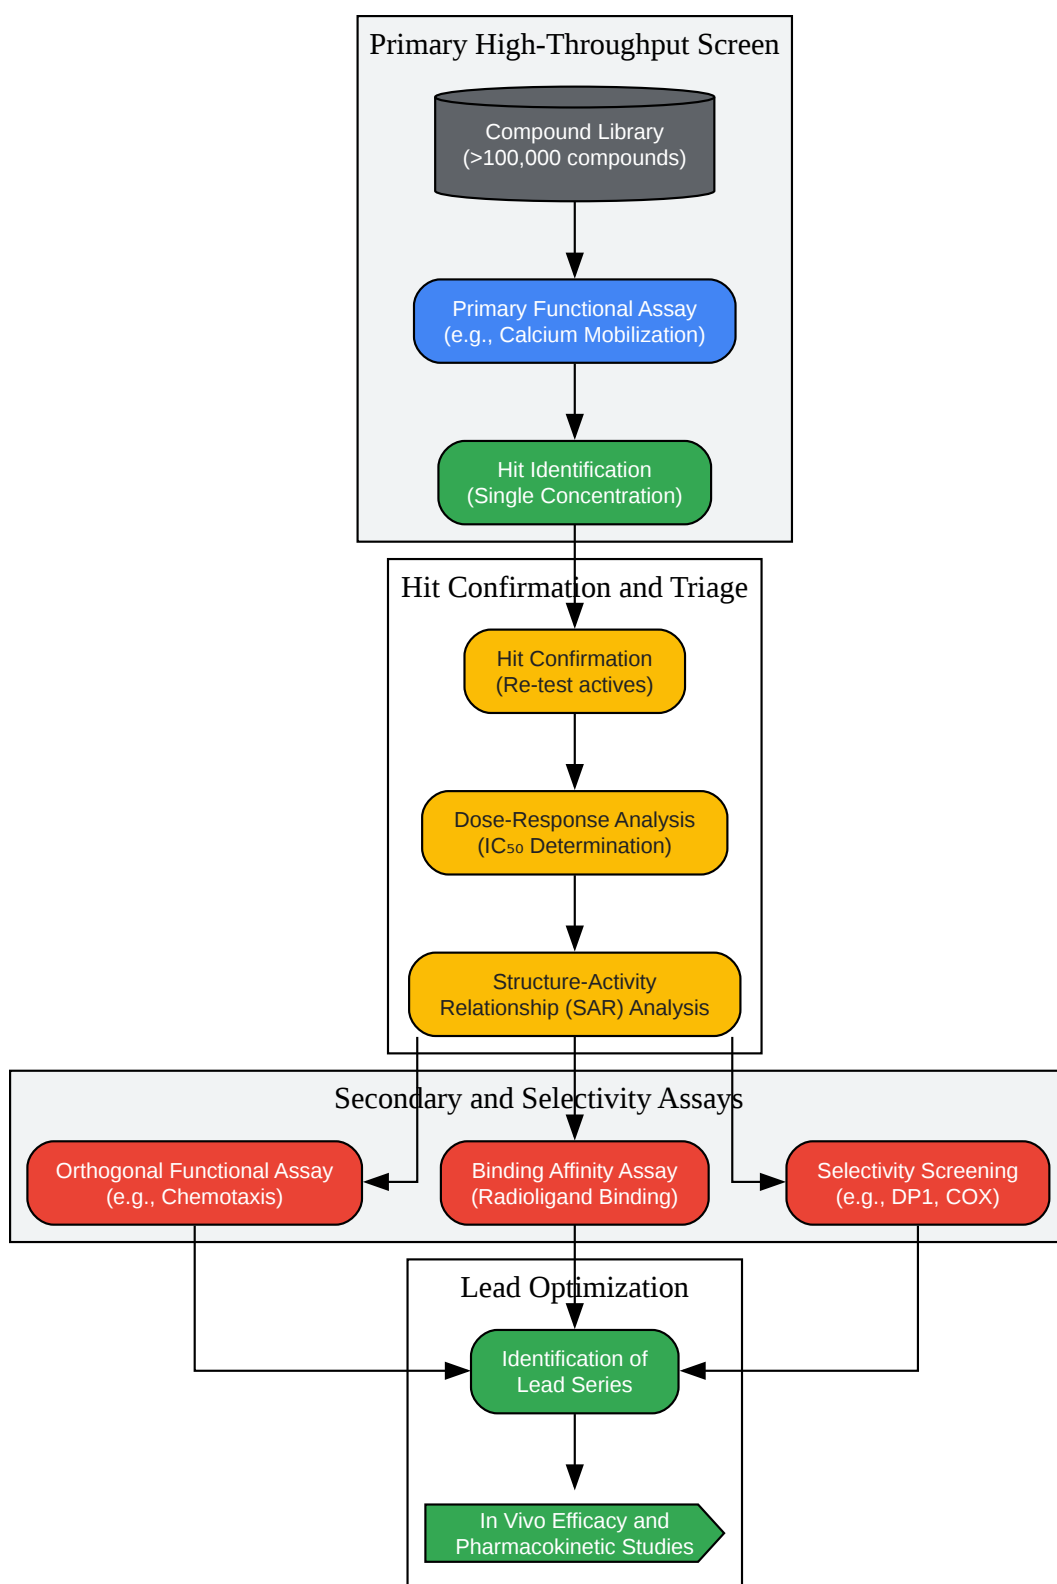 Primary High-Throughput Screen
Compound Library
(>100,000 compounds)
Primary Functional Assay
(e.g., Calcium Mobilization)
Hit Identification
(Single Concentration)
Hit Confirmation and Triage
Hit Confirmation
(Re-test actives)
Dose-Response Analysis
(IC₅₀ Determination)
Structure-Activity
Relationship (SAR) Analysis
Secondary and Selectivity Assays
Orthogonal Functional Assay
(e.g., Chemotaxis)
Binding Affinity Assay
(Radioligand Binding)
Selectivity Screening
(e.g., DP1, COX)
Lead Optimization
Identification of
Lead Series
In Vivo Efficacy and
Pharmacokinetic Studies